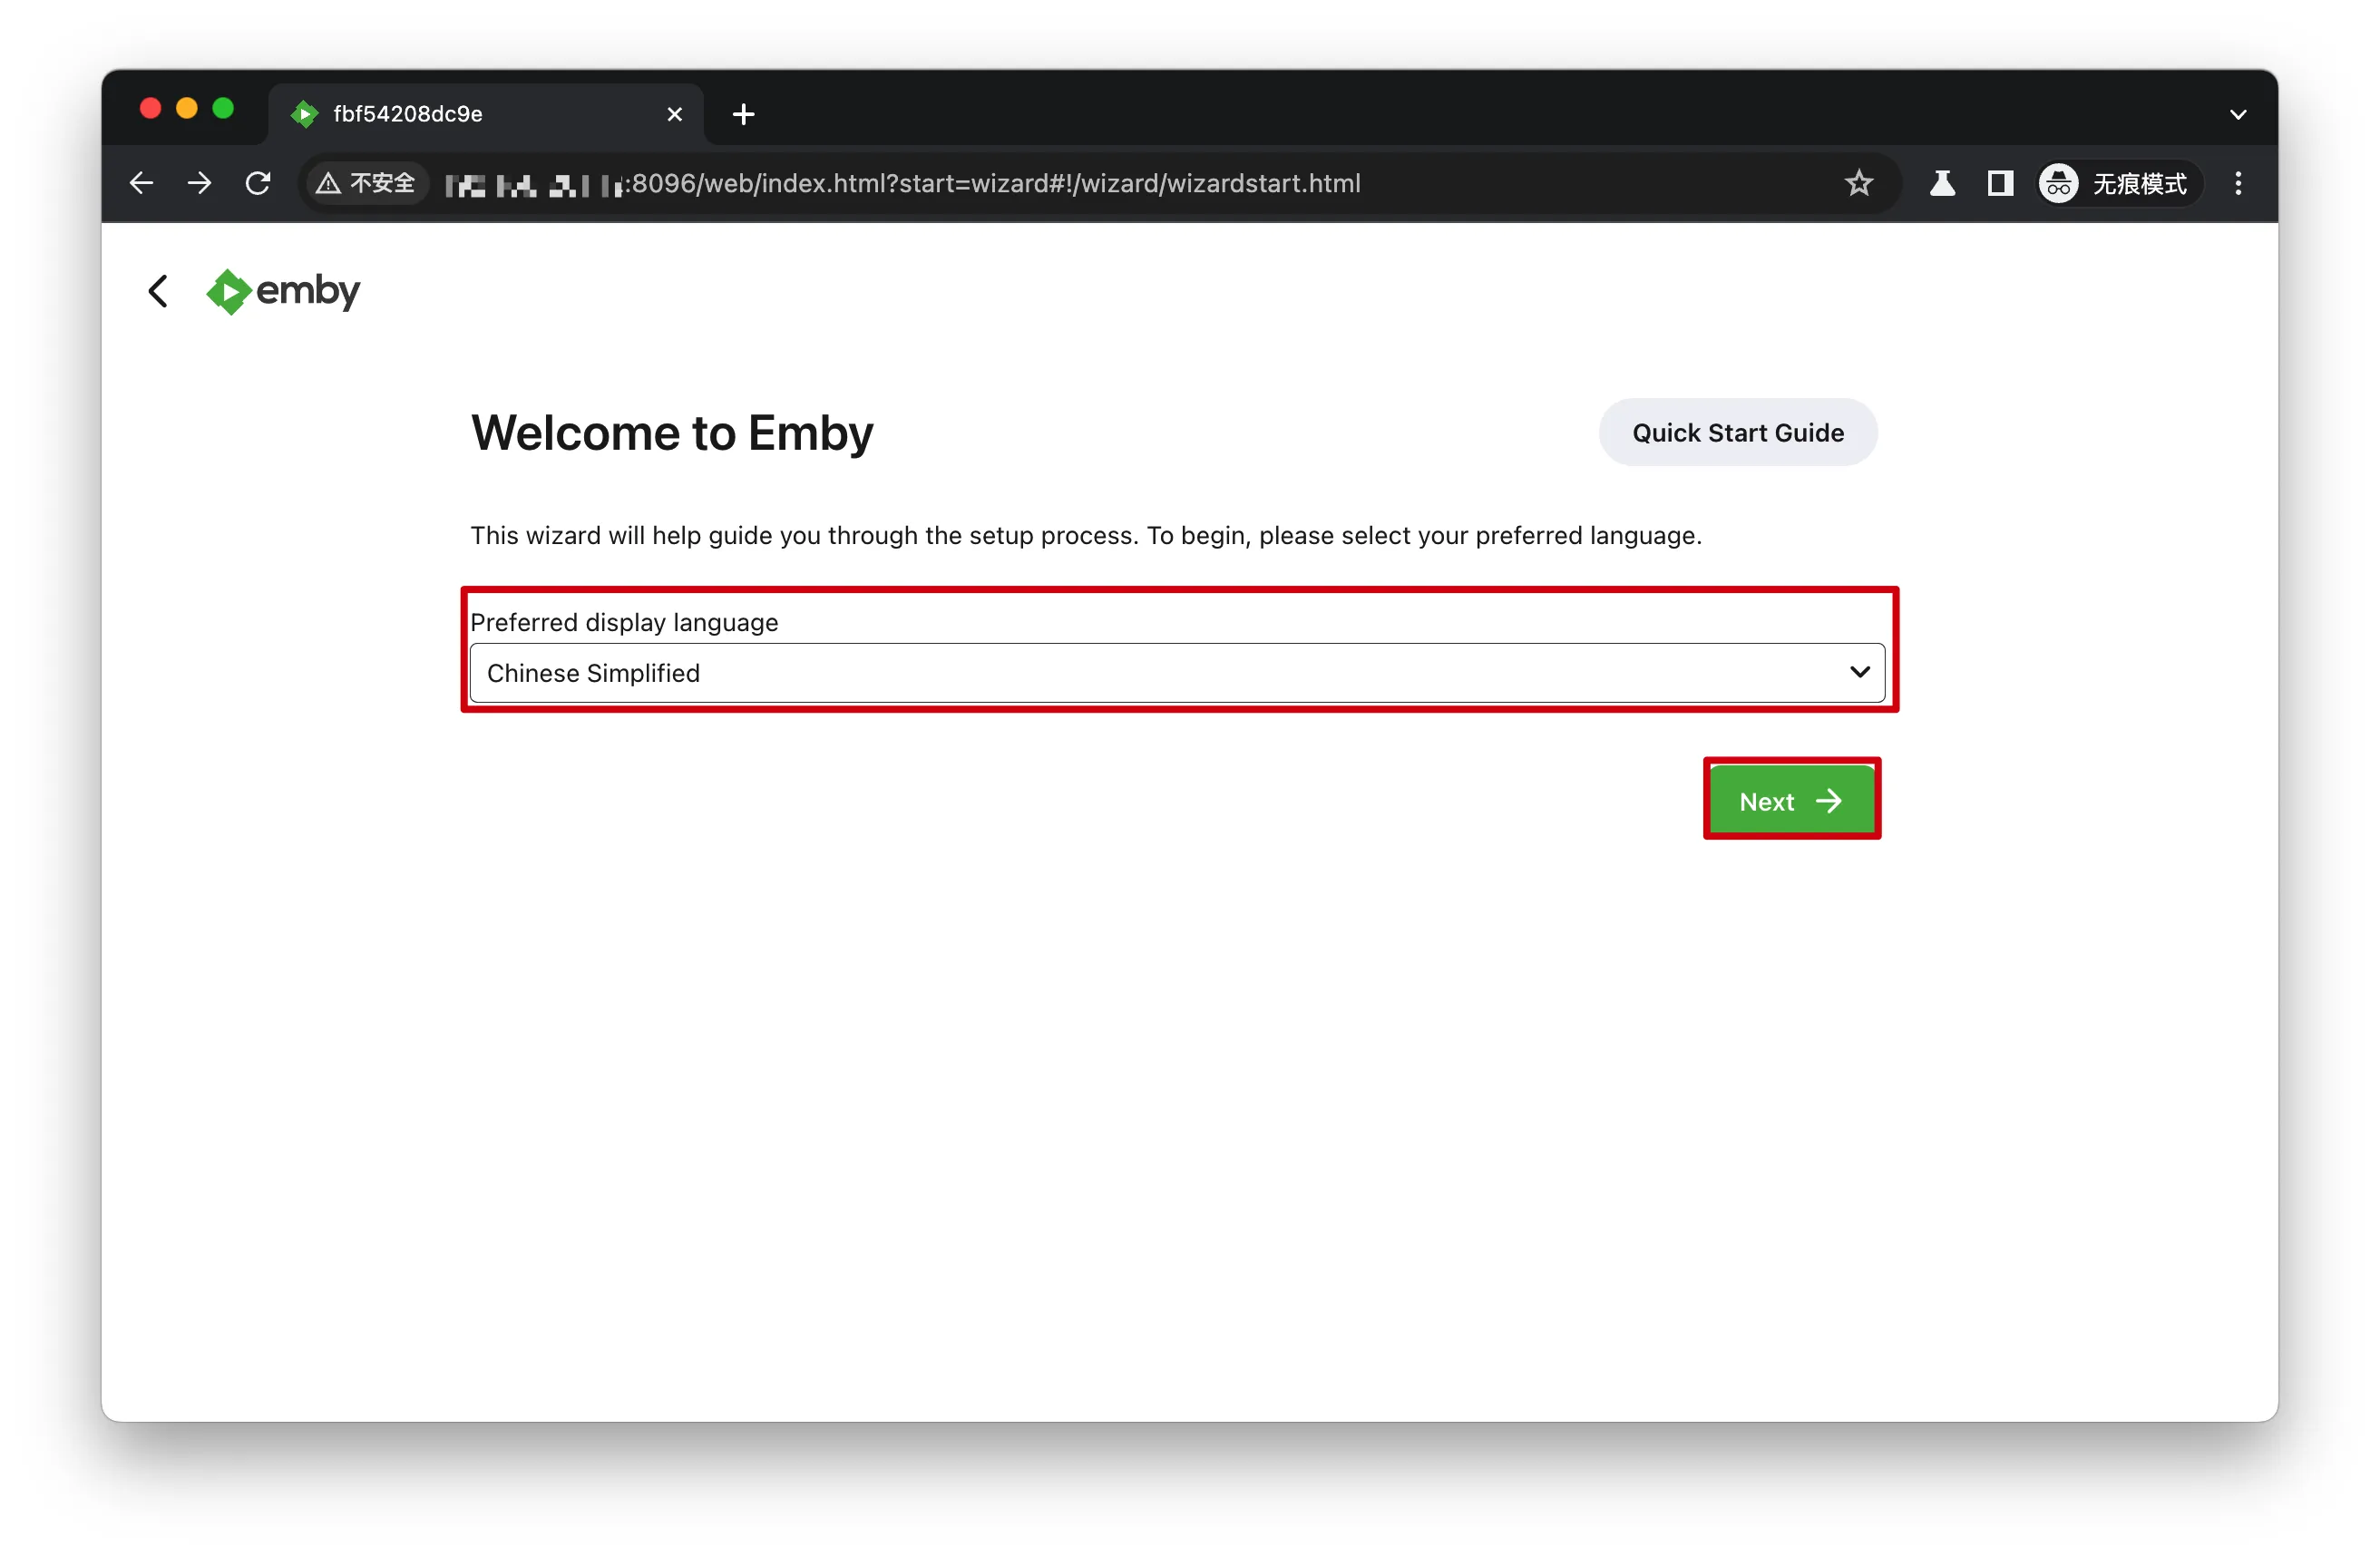 fbf54208dc9e
不安全
:8096/web/index.html?start=wizard#!/wizard/wizardstart.html
无痕模式
emby
Welcome to Emby
Quick Start Guide
This wizard will help guide you through the setup process. To begin, please select your preferred language.
Preferred display language
Chinese Simplified
Next